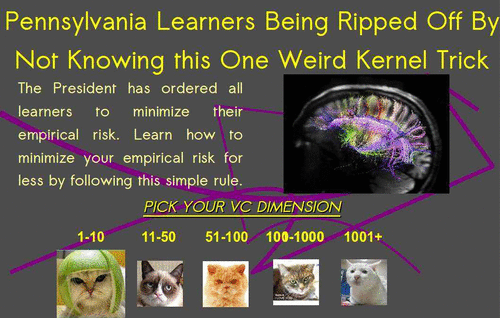 Pennsylvania Learners Being Ripped Off By
Not Knowing this One Weird Kernel Trick
The President has ordered all
learners to minimize their
empirical risk. Learn how to
minimize your empirical risk for
less by following this simple rule.
PICK YOUR VC DIMENSION
1-10 11-50 51-100 100-1000 1001+